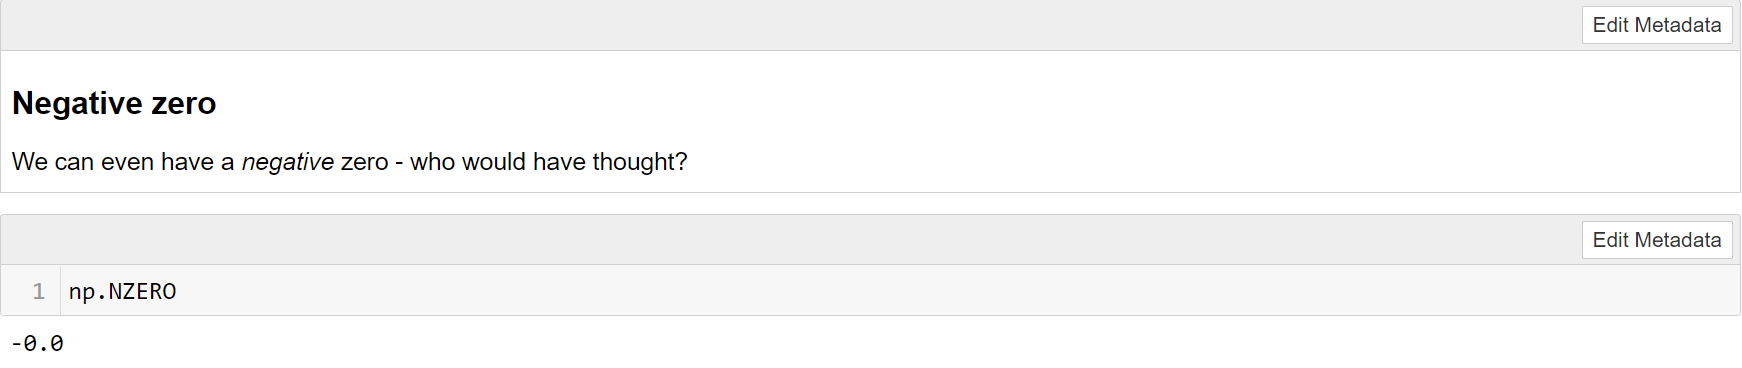 Edit Metadata
Negative zero
We can even have a negative zero - who would have thought?
Edit Metadata
1 np.NZERO
-0.0